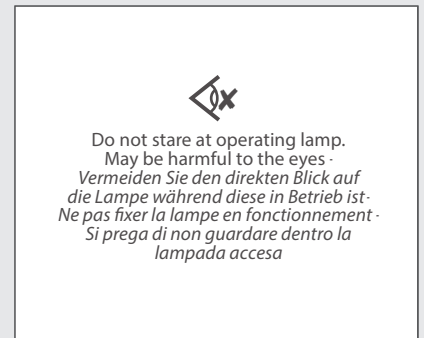 Do not stare at operating lamp.
May be harmful to the eyes ·
Vermeiden Sie den direkten Blick auf
die Lampe während diese in Betrieb ist·
Ne pas fixer la lampe en fonctionnement ·
Si prega di non guardare dentro la
lampada accesa